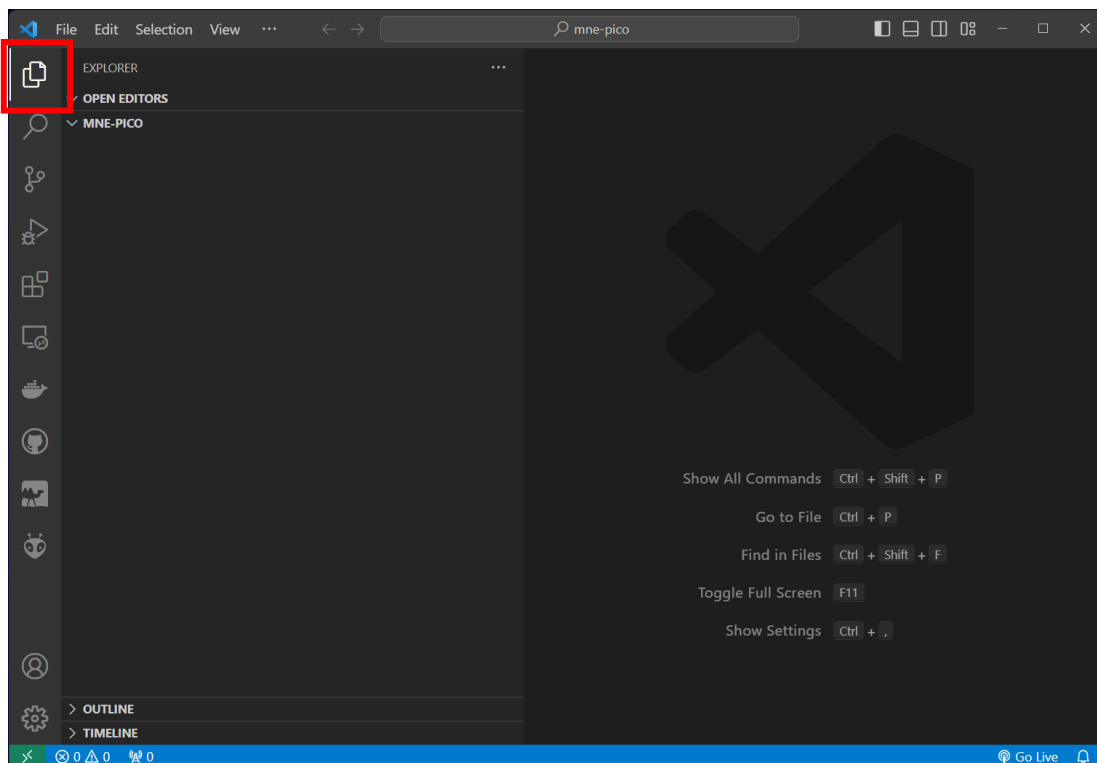 File Edit Selection View ··· mne-pico
EXPLORER ···
OPEN EDITORS
MNE-PICO
Show All Commands Ctrl + Shift + P
Go to File Ctrl + P
Find in Files Ctrl + Shift + F
Toggle Full Screen F11
Show Settings Ctrl + ,
OUTLINE
TIMELINE
0 0 0 Go Live